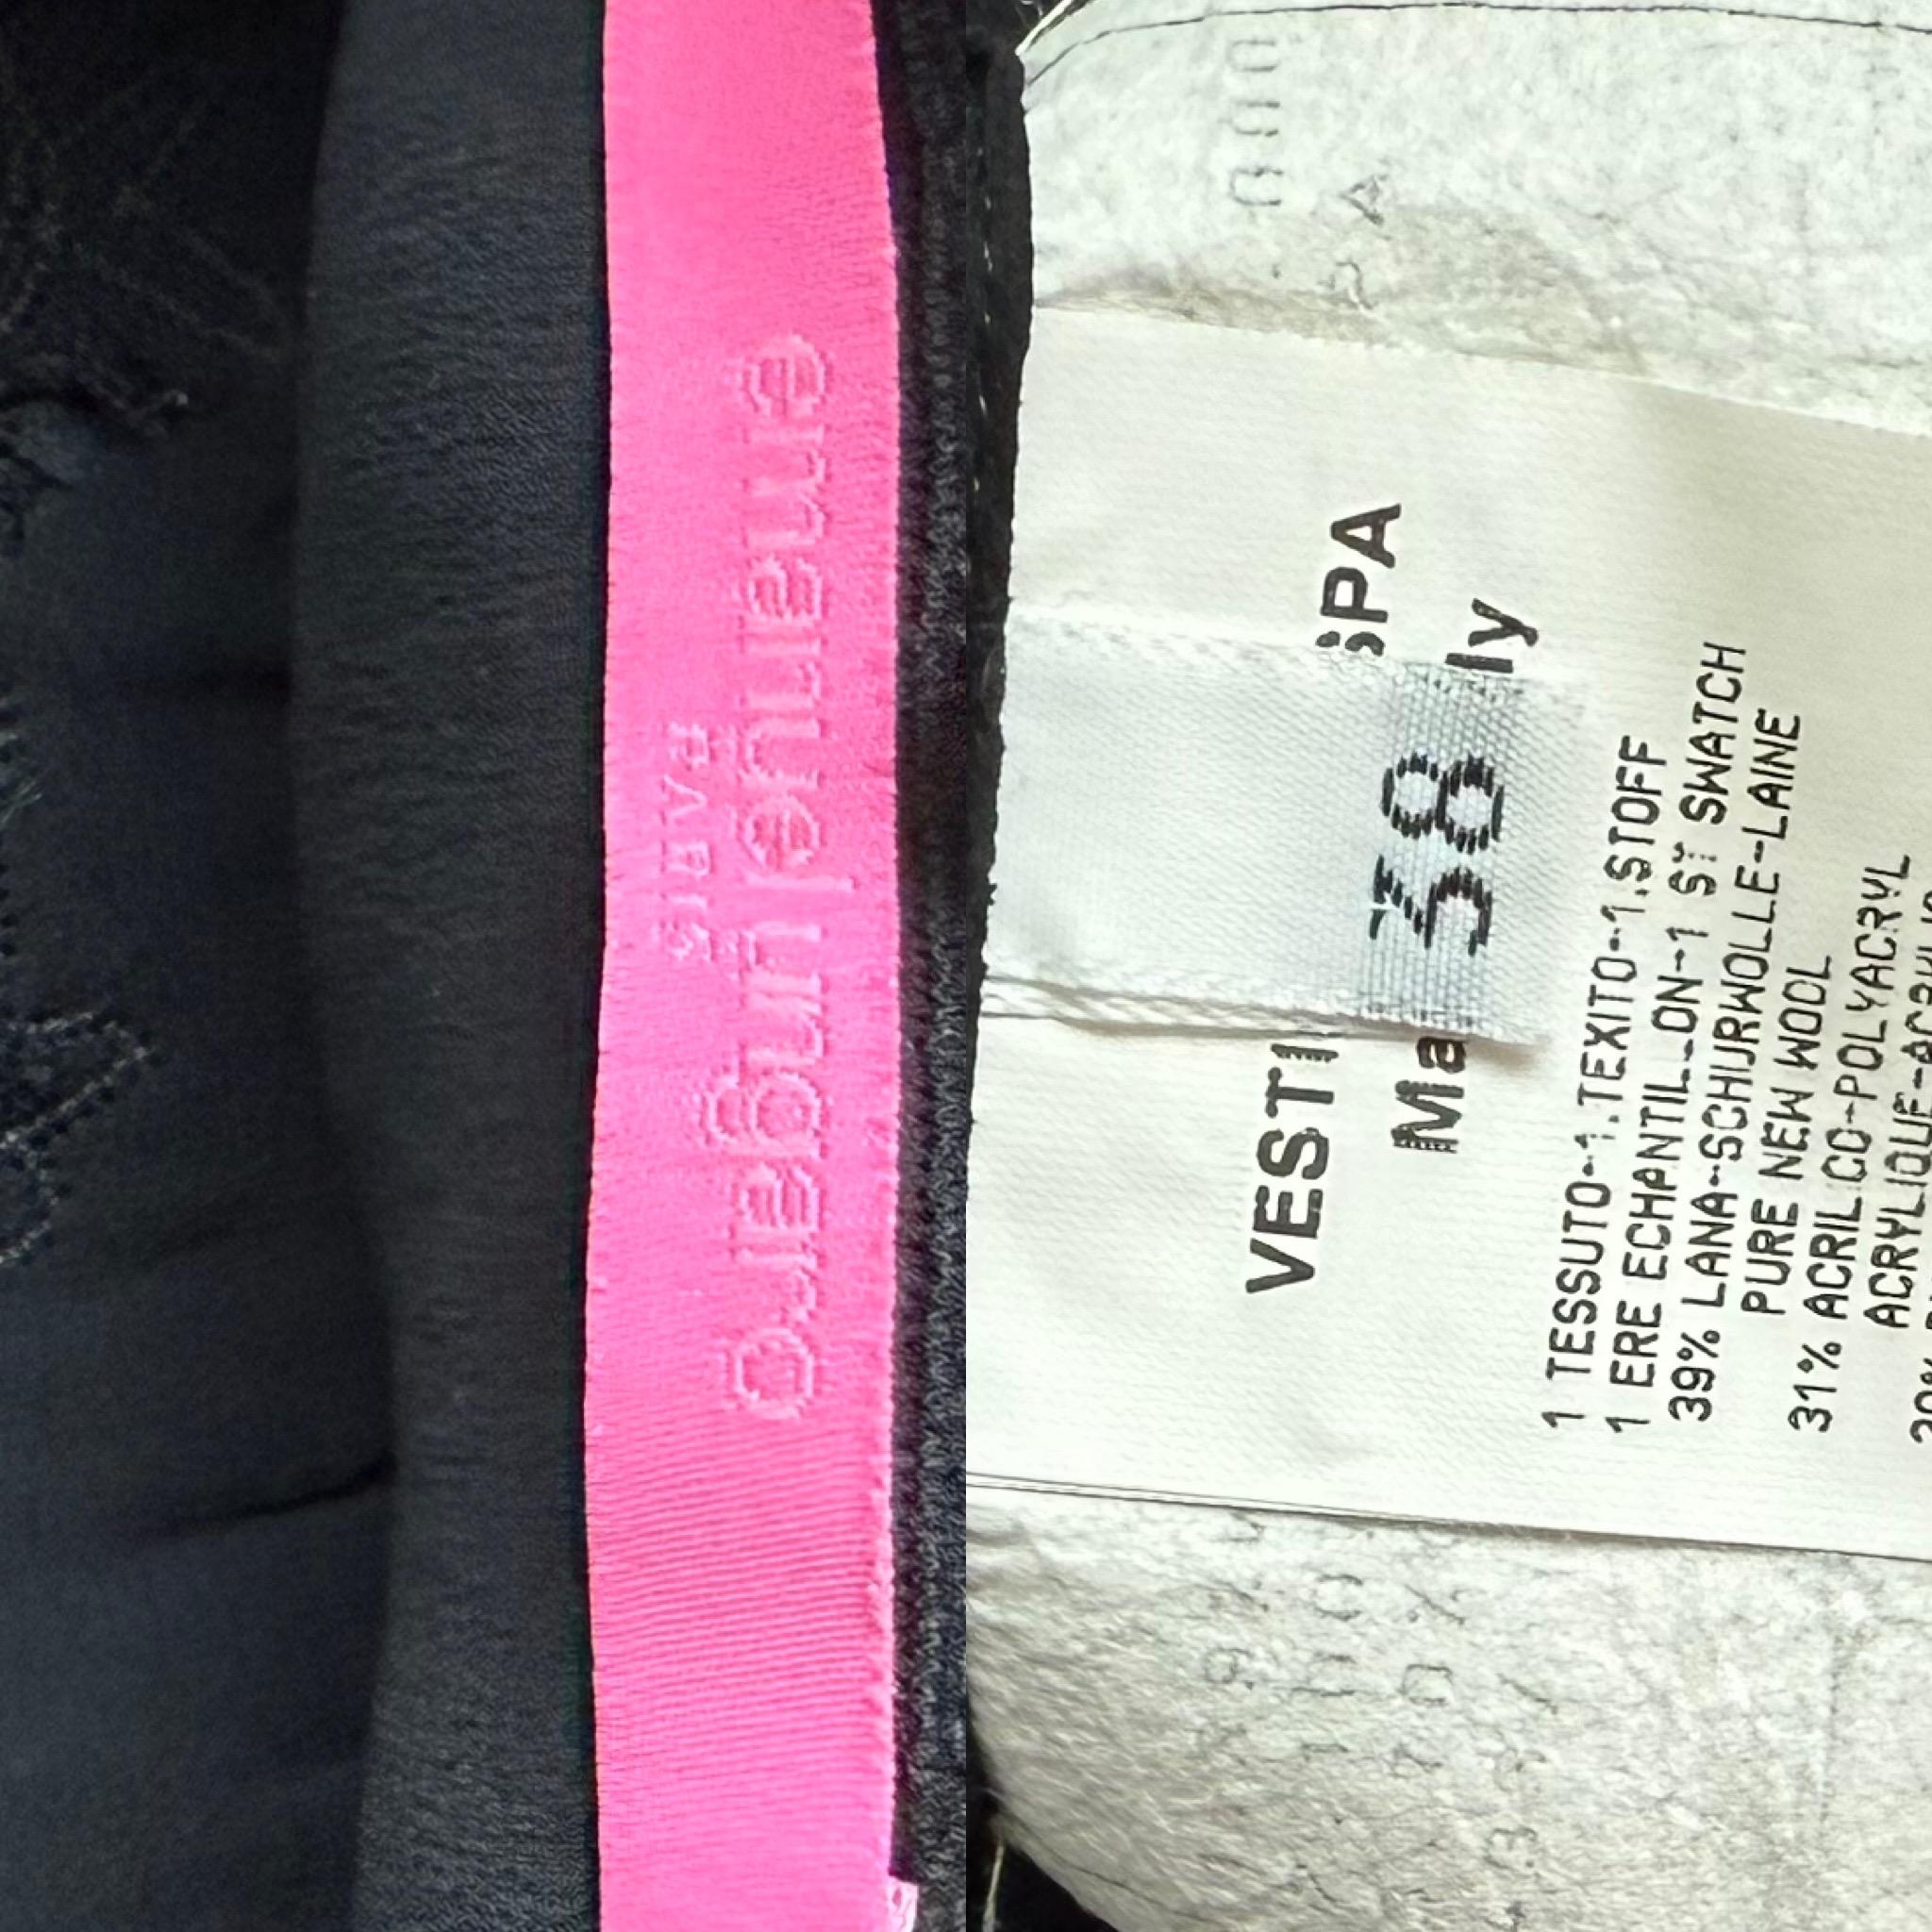 emanuel ungaro
PARIS
VESTI
SPA
Ma
ly
38
1 TESSUTO-1.TEXITO-1.STOFF
1 ERE ECHANTILLON-1 ST SWATCH
39% LANA-SCHURWOLLE-LAINE
PURE NEW WOOL
31% ACRILICO-POLYACRYL
ACRYLIQUE-ACRYLIC